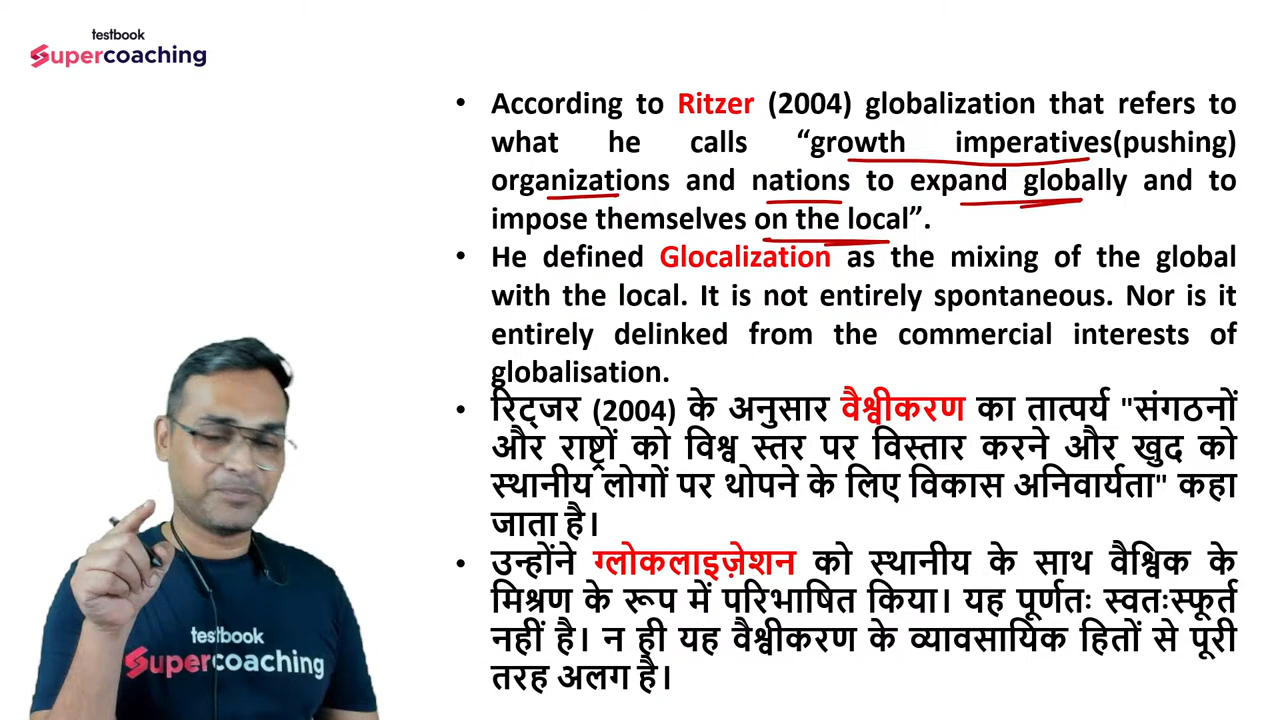 testbook
Supercoaching
• According to Ritzer (2004) globalization that refers to
what he calls “growth imperatives(pushing)
organizations and nations to expand globally and to
impose themselves on the local”.
• He defined Glocalization as the mixing of the global
with the local. It is not entirely spontaneous. Nor is it
entirely delinked from the commercial interests of
globalisation.
• रिट्जर (2004) के अनुसार वैश्वीकरण का तात्पर्य "संगठनों
और राष्ट्रों को विश्व स्तर पर विस्तार करने और खुद को
स्थानीय लोगों पर थोपने के लिए विकास अनिवार्यता" कहा
जाता है।
• उन्होंने ग्लोकलाइज़ेशन को स्थानीय के साथ वैश्विक के
मिश्रण के रूप में परिभाषित किया। यह पूर्णतः स्वतःस्फूर्त
नहीं है। न ही यह वैश्वीकरण के व्यावसायिक हितों से पूरी
तरह अलग है।
testbook
Supercoaching